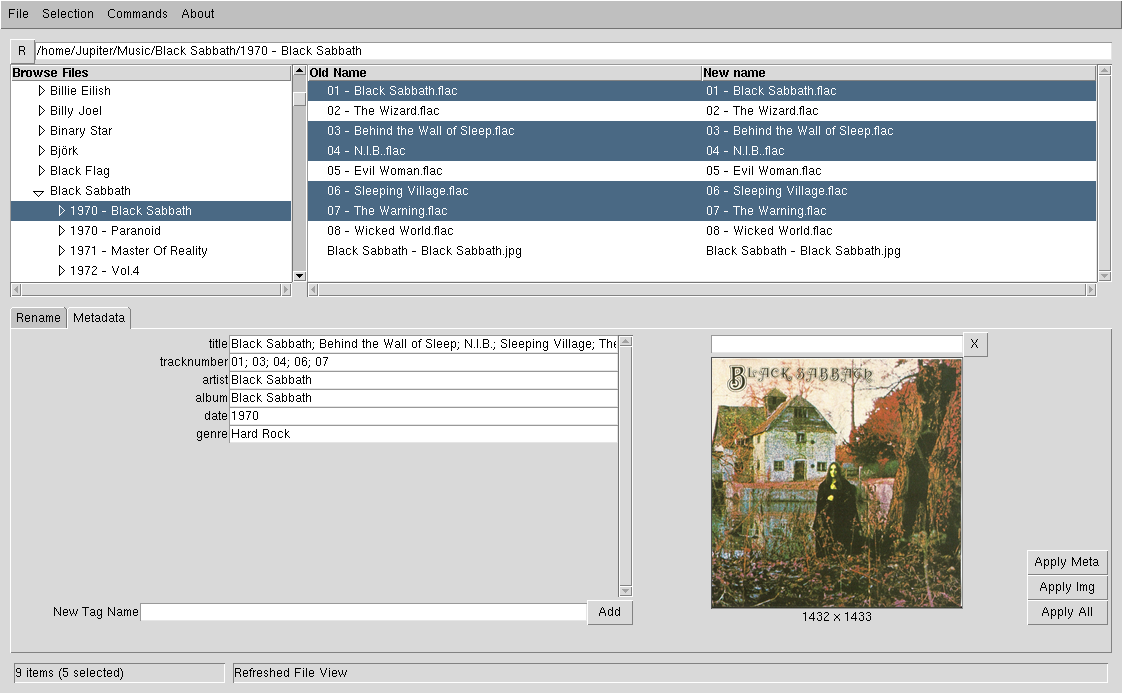 File Selection Commands About
R /home/Jupiter/Music/Black Sabbath/1970 - Black Sabbath
Browse Files
Billie Eilish
Billy Joel
Binary Star
Björk
Black Flag
Black Sabbath
1970 - Black Sabbath
1970 - Paranoid
1971 - Master Of Reality
1972 - Vol.4
Old Name New name
01 - Black Sabbath.flac 01 - Black Sabbath.flac
02 - The Wizard.flac 02 - The Wizard.flac
03 - Behind the Wall of Sleep.flac 03 - Behind the Wall of Sleep.flac
04 - N.I.B..flac 04 - N.I.B..flac
05 - Evil Woman.flac 05 - Evil Woman.flac
06 - Sleeping Village.flac 06 - Sleeping Village.flac
07 - The Warning.flac 07 - The Warning.flac
08 - Wicked World.flac 08 - Wicked World.flac
Black Sabbath - Black Sabbath.jpg Black Sabbath - Black Sabbath.jpg
Rename Metadata
title Black Sabbath; Behind the Wall of Sleep; N.I.B.; Sleeping Village; The
tracknumber 01; 03; 04; 06; 07
artist Black Sabbath
album Black Sabbath
date 1970
genre Hard Rock
New Tag Name Add
X
Black Sabbath
1432 x 1433
Apply Meta
Apply Img
Apply All
9 items (5 selected) Refreshed File View